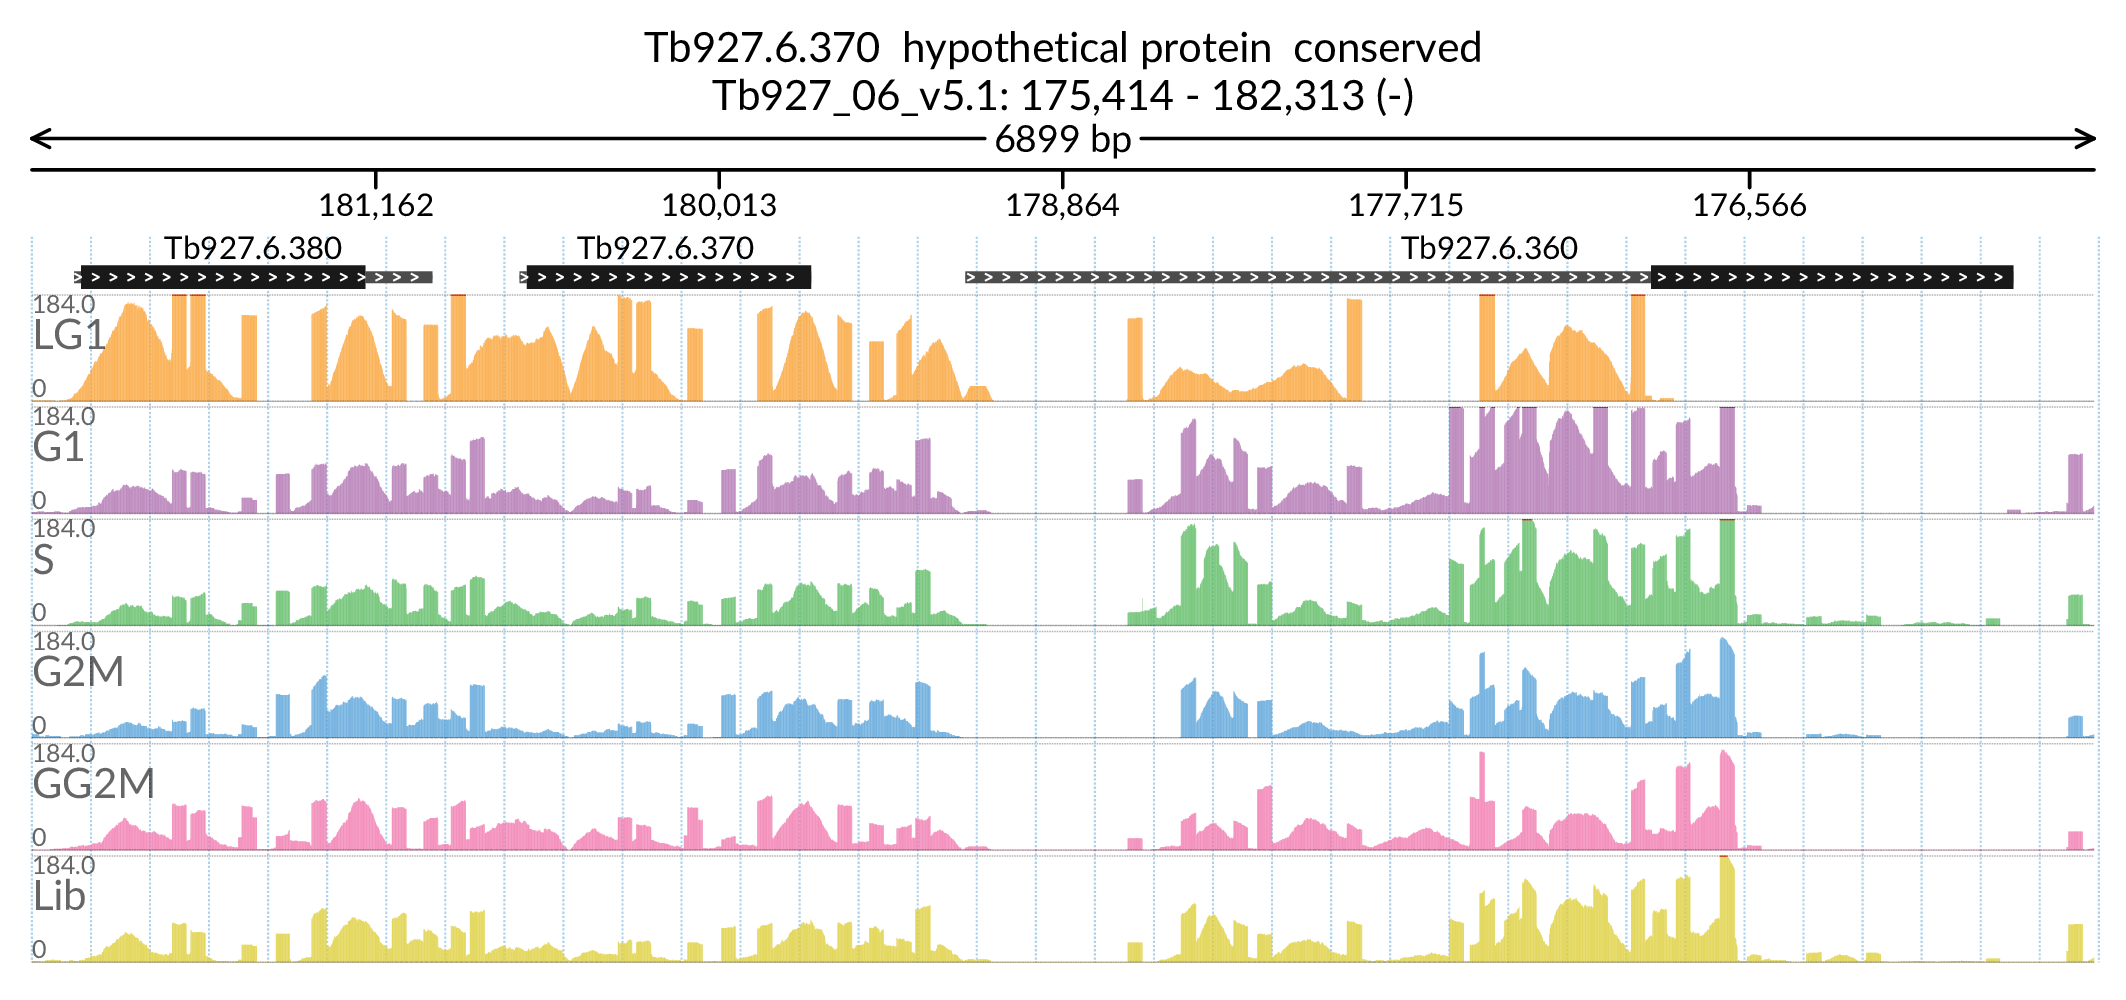 Tb927.6.370  hypothetical protein  conserved
Tb927_06_v5.1: 175,414 - 182,313 (-)
6899 bp
181,162 180,013 178,864 177,715 176,566
Tb927.6.380 Tb927.6.370 Tb927.6.360
184.0
LG1
0
184.0
G1
0
184.0
S
0
184.0
G2M
0
184.0
GG2M
0
184.0
Lib
0